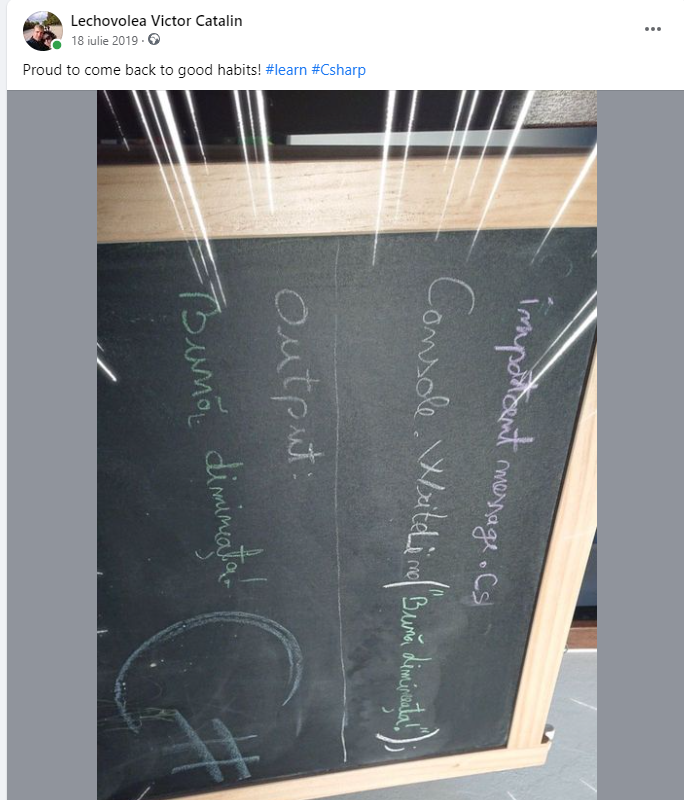 Lechovolea Victor Catalin
18 iulie 2019 ·
Proud to come back to good habits! #learn #Csharp
important message.cs
Console.WriteLine("Bună dimineața!");
Output:
Bună dimineața!
C#